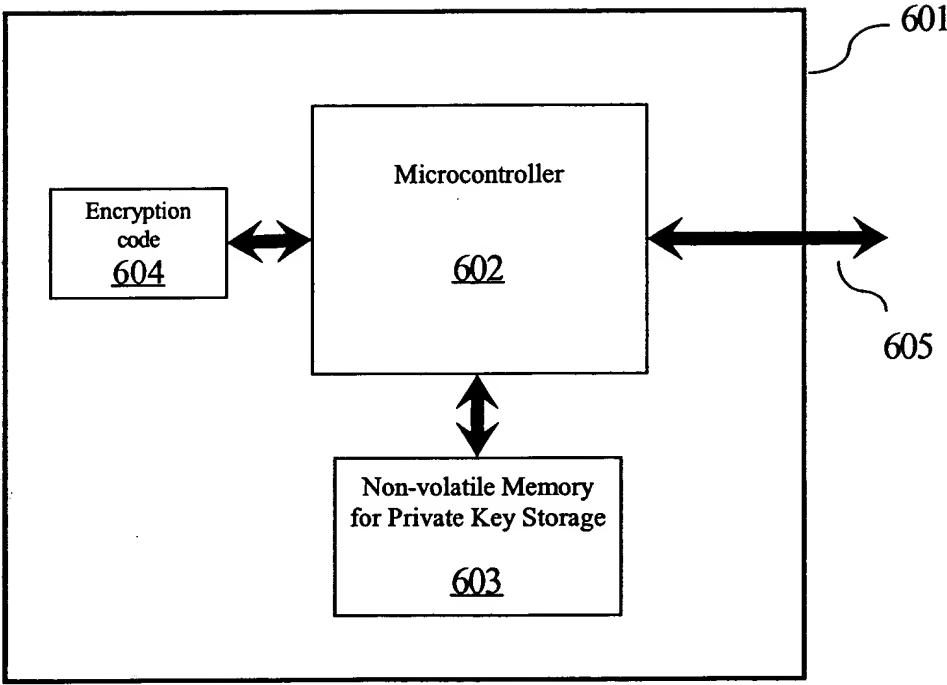 601
Microcontroller
602
Encryption
code
604
605
Non-volatile Memory
for Private Key Storage
603